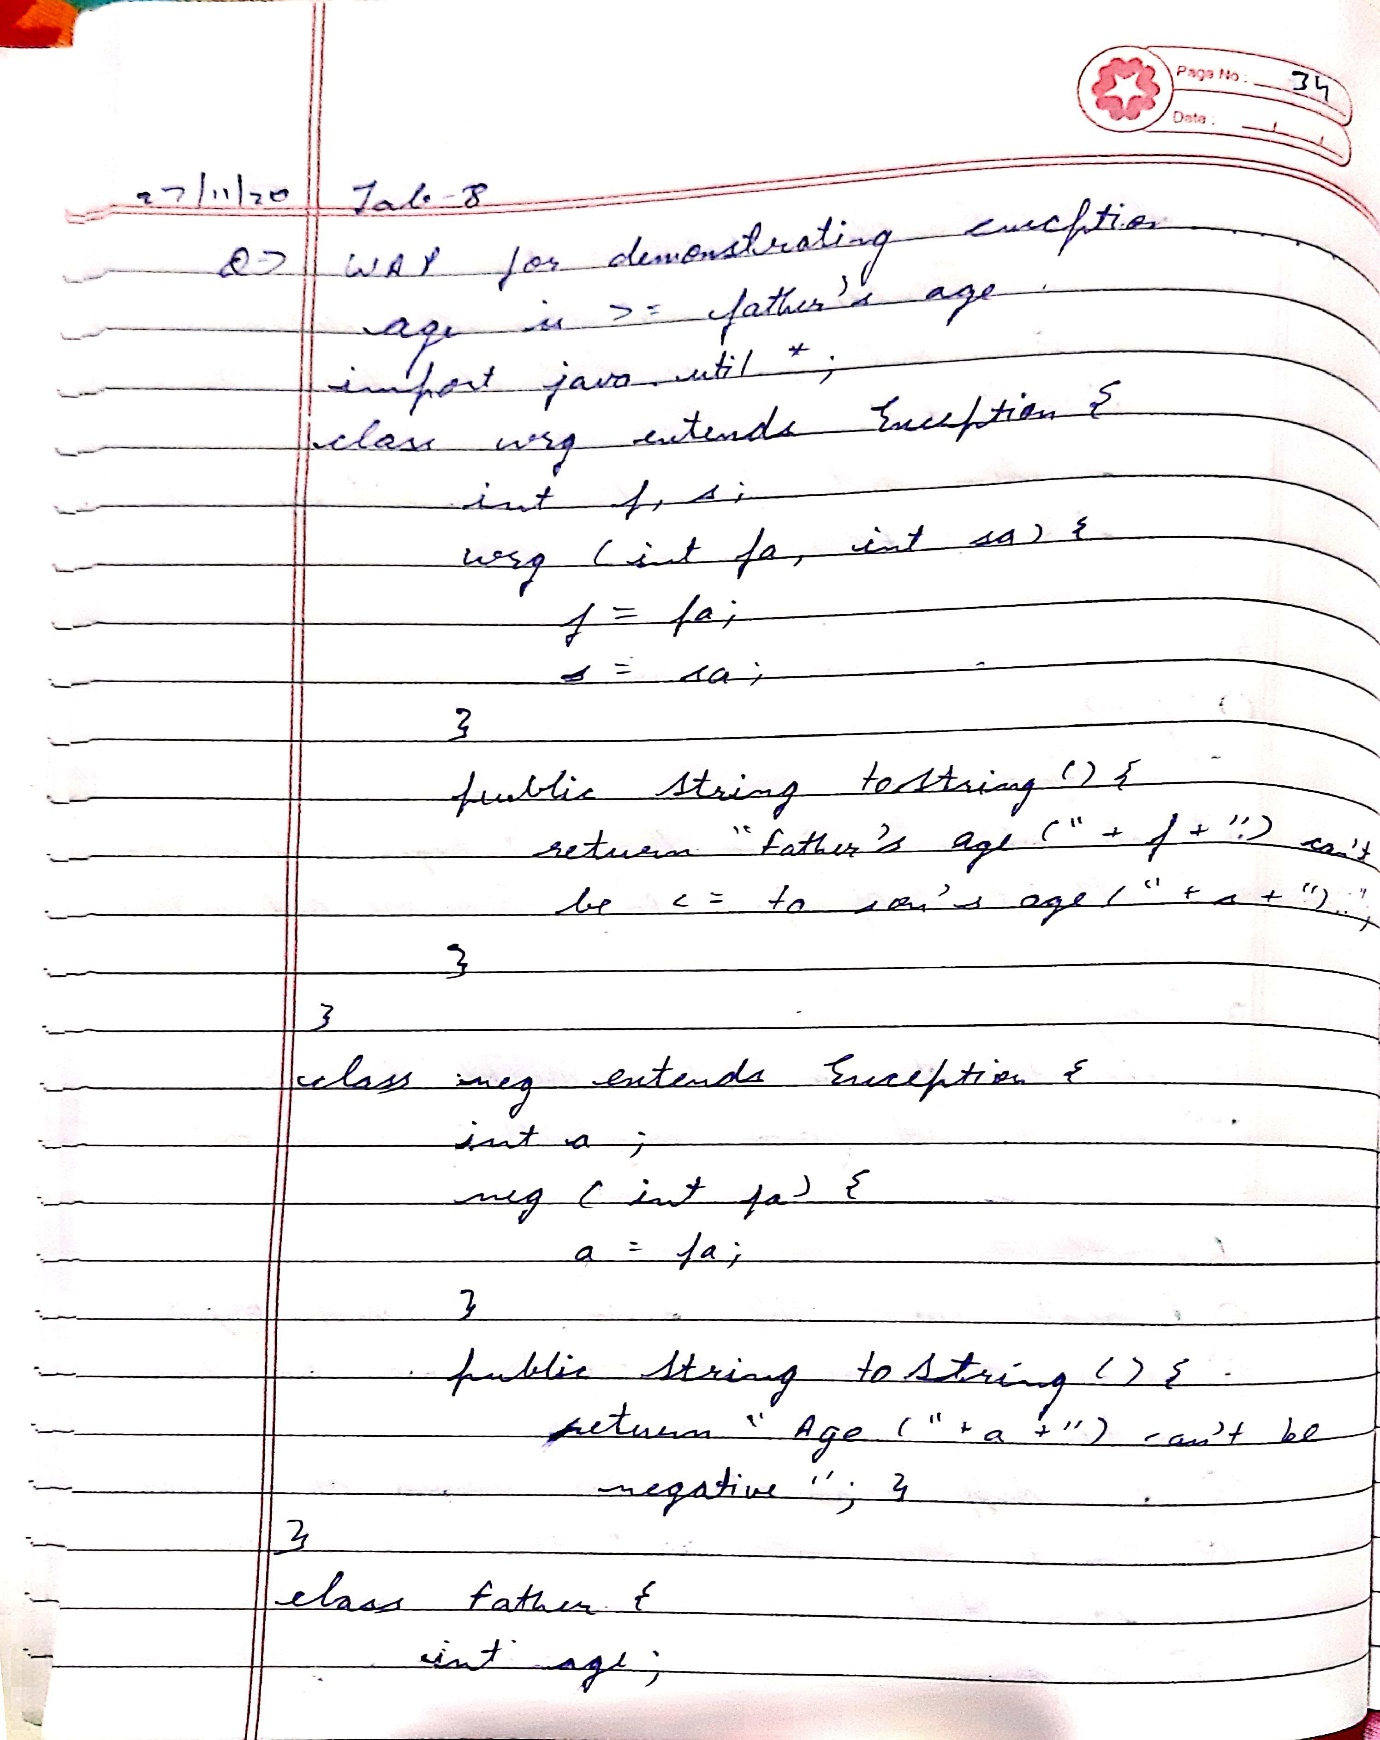 Page No: 34
Date:
27/11/20 Lab-8
Q> WAP for demonstrating exception
age is >= father's age.
import java.util.*;
class wrg extends Exception {
int f, s;
wrg (int fa, int sa) {
f = fa;
s = sa;
}
public String toString () {
return "Father's age (" + f + ") can't
be <= to son's age (" + s + ").";
}
}
class neg extends Exception {
int a;
neg (int fa) {
a = fa;
}
public String toString () {
return "Age (" + a + ") can't be
negative"; }
}
class Father {
int age;